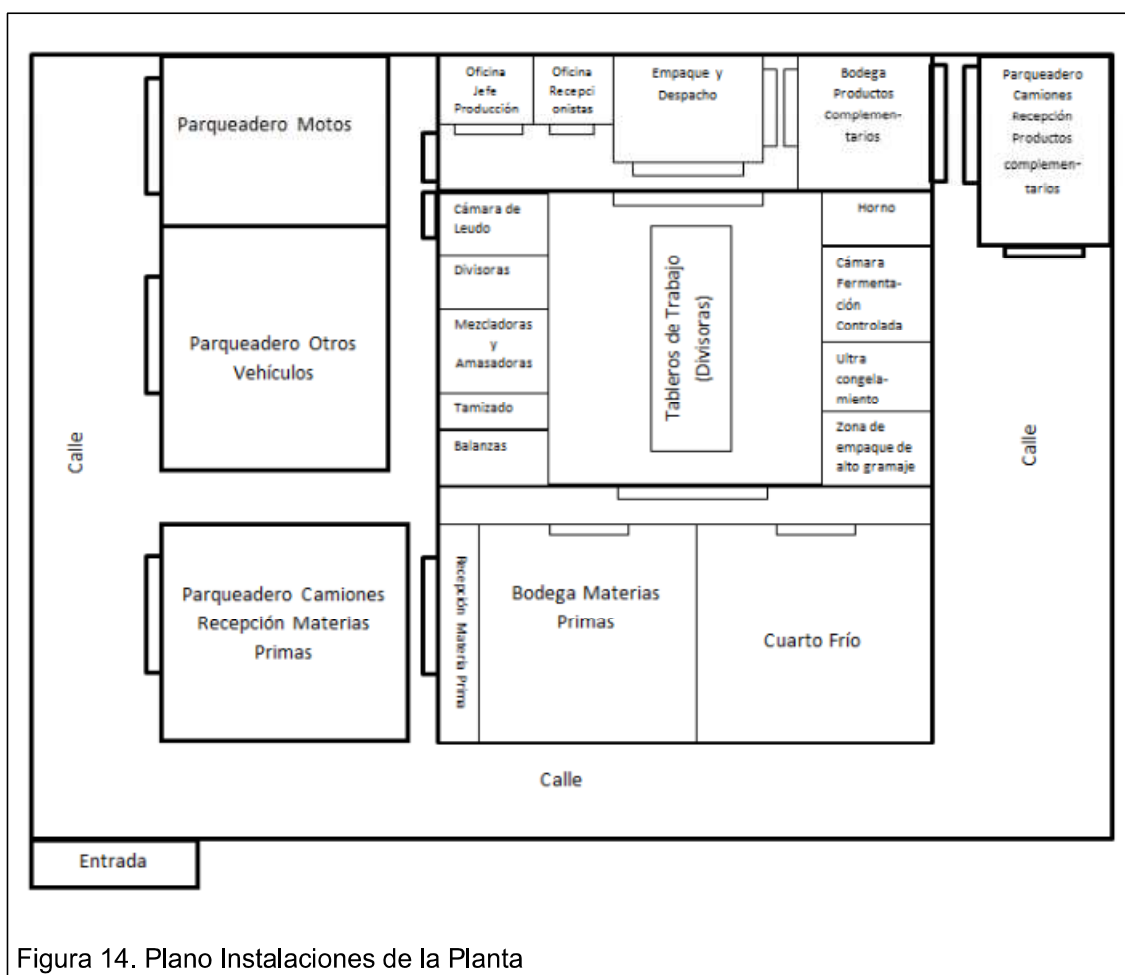 Parqueadero Motos
Oficina
Jefe
Producción
Oficina
Recepci
onistas
Empaque y
Despacho
Bodega
Productos
Complemen-
tarios
Parqueadero
Camiones
Recepción
Productos
complemen-
tarios
Cámara de
Leudo
Divisoras
Mezcladoras
y
Amasadoras
Tamizado
Balanzas
Tableros de Trabajo
(Divisoras)
Horno
Cámara
Fermenta-
ción
Controlada
Ultra
congela-
miento
Zona de
empaque de
alto gramaje
Parqueadero Otros
Vehículos
Calle
Calle
Parqueadero Camiones
Recepción Materias
Primas
Recepción Materia Prima
Bodega Materias
Primas
Cuarto Frío
Calle
Entrada
Figura 14. Plano Instalaciones de la Planta